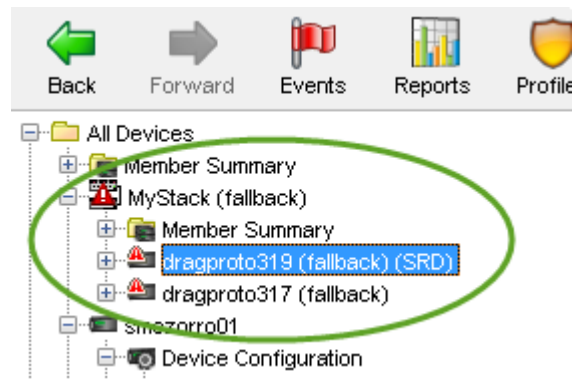 Back Forward Events Reports Profile
All Devices
Member Summary
MyStack (fallback)
Member Summary
dragproto319 (fallback) (SRD)
dragproto317 (fallback)
smezorro01
Device Configuration